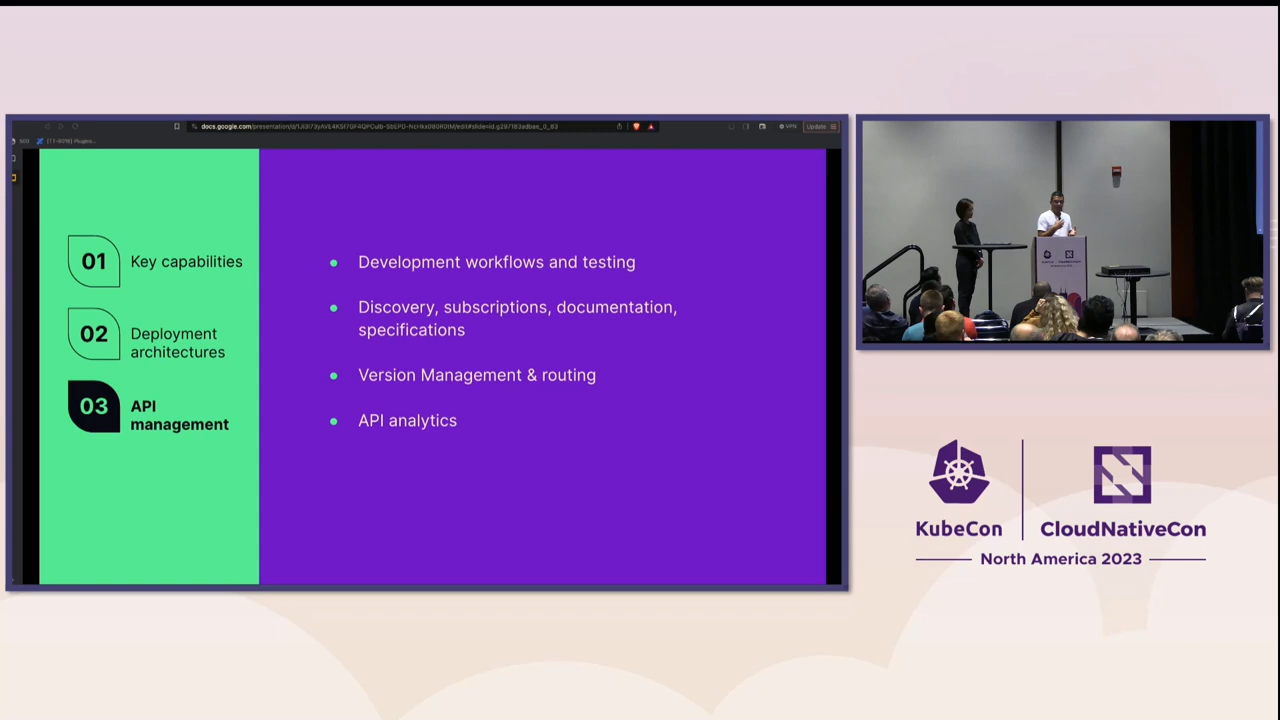 Update
01
Key capabilities
02
Deployment
architectures
03
API
management
Development workflows and testing
Discovery, subscriptions, documentation,
specifications
Version Management & routing
API analytics
KubeCon
CloudNativeCon
North America 2023